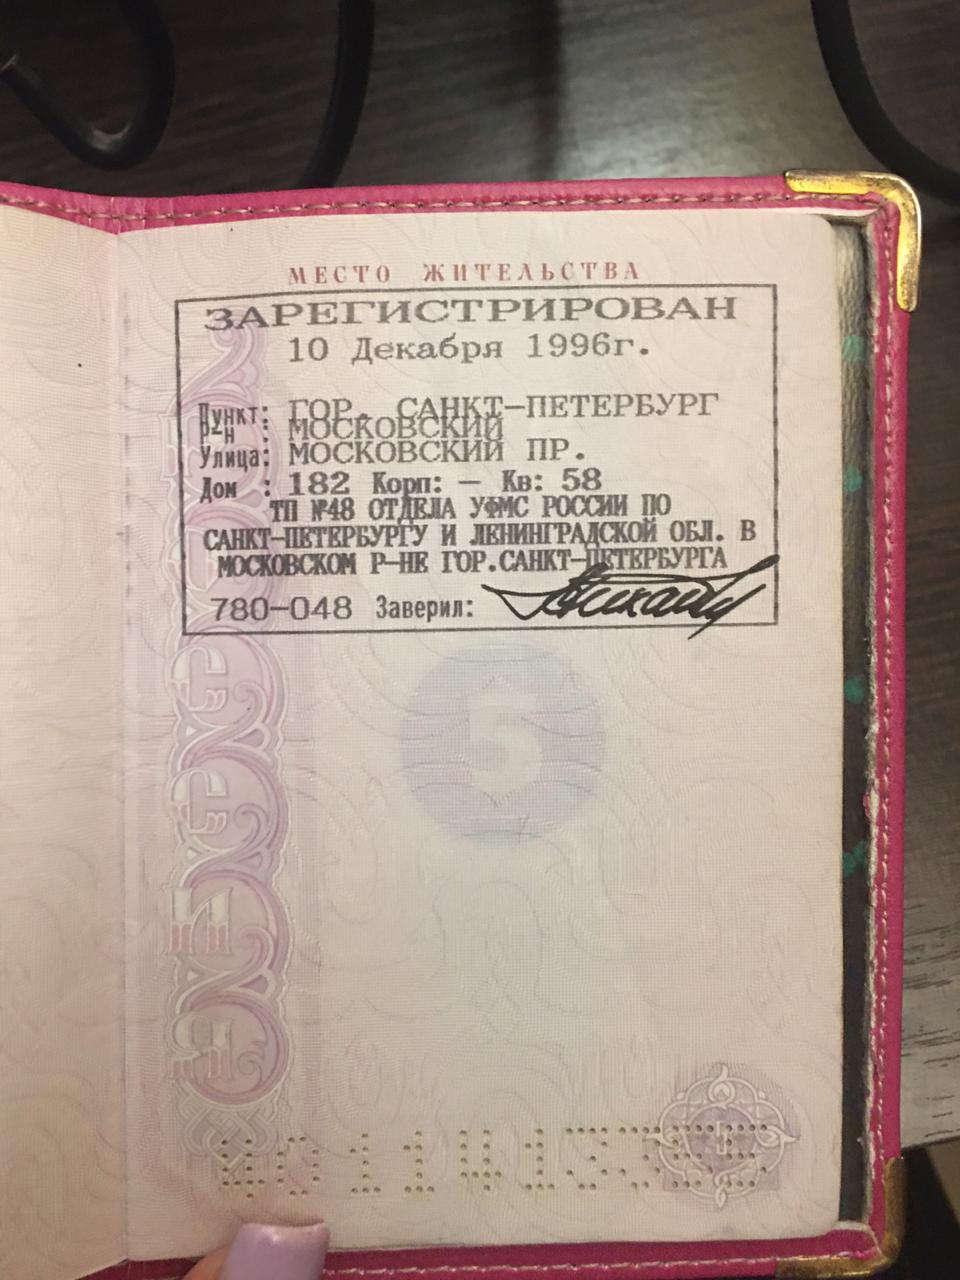 МЕСТО ЖИТЕЛЬСТВА
ЗАРЕГИСТРИРОВАН
10 Декабря 1996г.
Пункт: ГОР. САНКТ-ПЕТЕРБУРГ
Р-н : МОСКОВСКИЙ
Улица: МОСКОВСКИЙ ПР.
Дом : 182 Корп: - Кв: 58
ТП №48 ОТДЕЛА УФМС РОССИИ ПО
САНКТ-ПЕТЕРБУРГУ И ЛЕНИНГРАДСКОЙ ОБЛ. В
МОСКОВСКОМ Р-НЕ ГОР.САНКТ-ПЕТЕРБУРГА
780-048 Заверил:
5